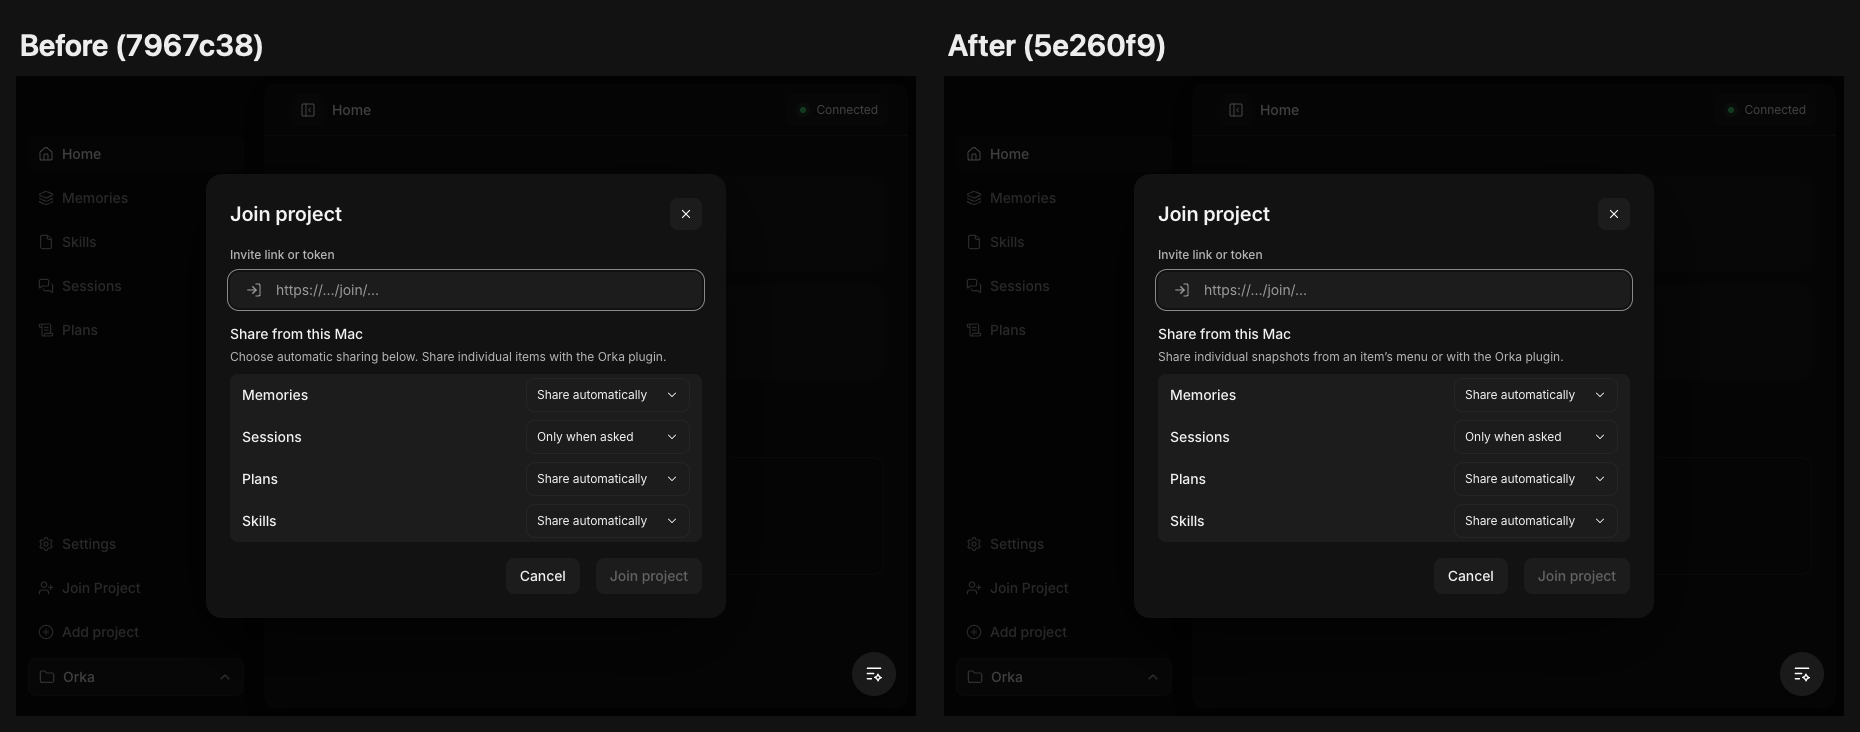 Before (7967c38)
Home
Connected
Home
Memories
Skills
Sessions
Plans
Settings
Join Project
Add project
Orka
Join project
Invite link or token
https://.../join/...
Share from this Mac
Choose automatic sharing below. Share individual items with the Orka plugin.
Memories Share automatically
Sessions Only when asked
Plans Share automatically
Skills Share automatically
Cancel Join project
After (5e260f9)
Home
Connected
Home
Memories
Skills
Sessions
Plans
Settings
Join Project
Add project
Orka
Join project
Invite link or token
https://.../join/...
Share from this Mac
Share individual snapshots from an item’s menu or with the Orka plugin.
Memories Share automatically
Sessions Only when asked
Plans Share automatically
Skills Share automatically
Cancel Join project